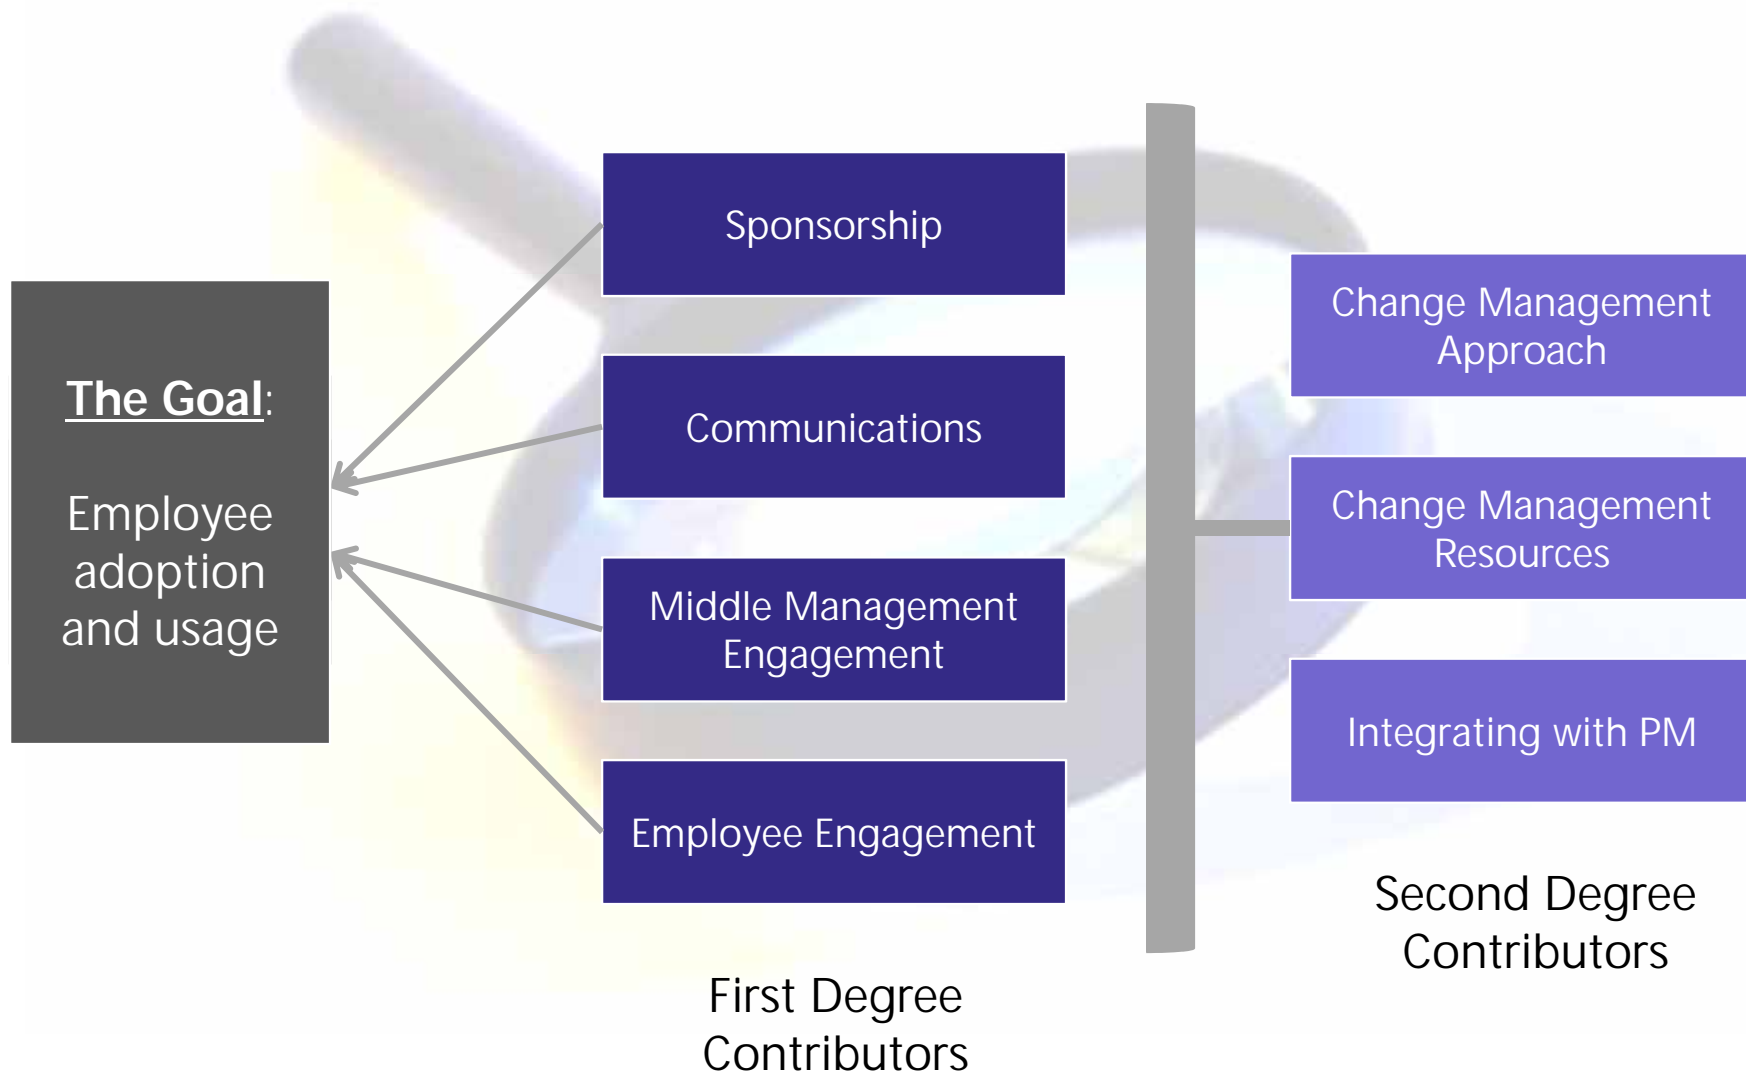 The Goal:
Employee
adoption
and usage
Sponsorship
Communications
Middle Management
Engagement
Employee Engagement
First Degree
Contributors
Change Management
Approach
Change Management
Resources
Integrating with PM
Second Degree
Contributors